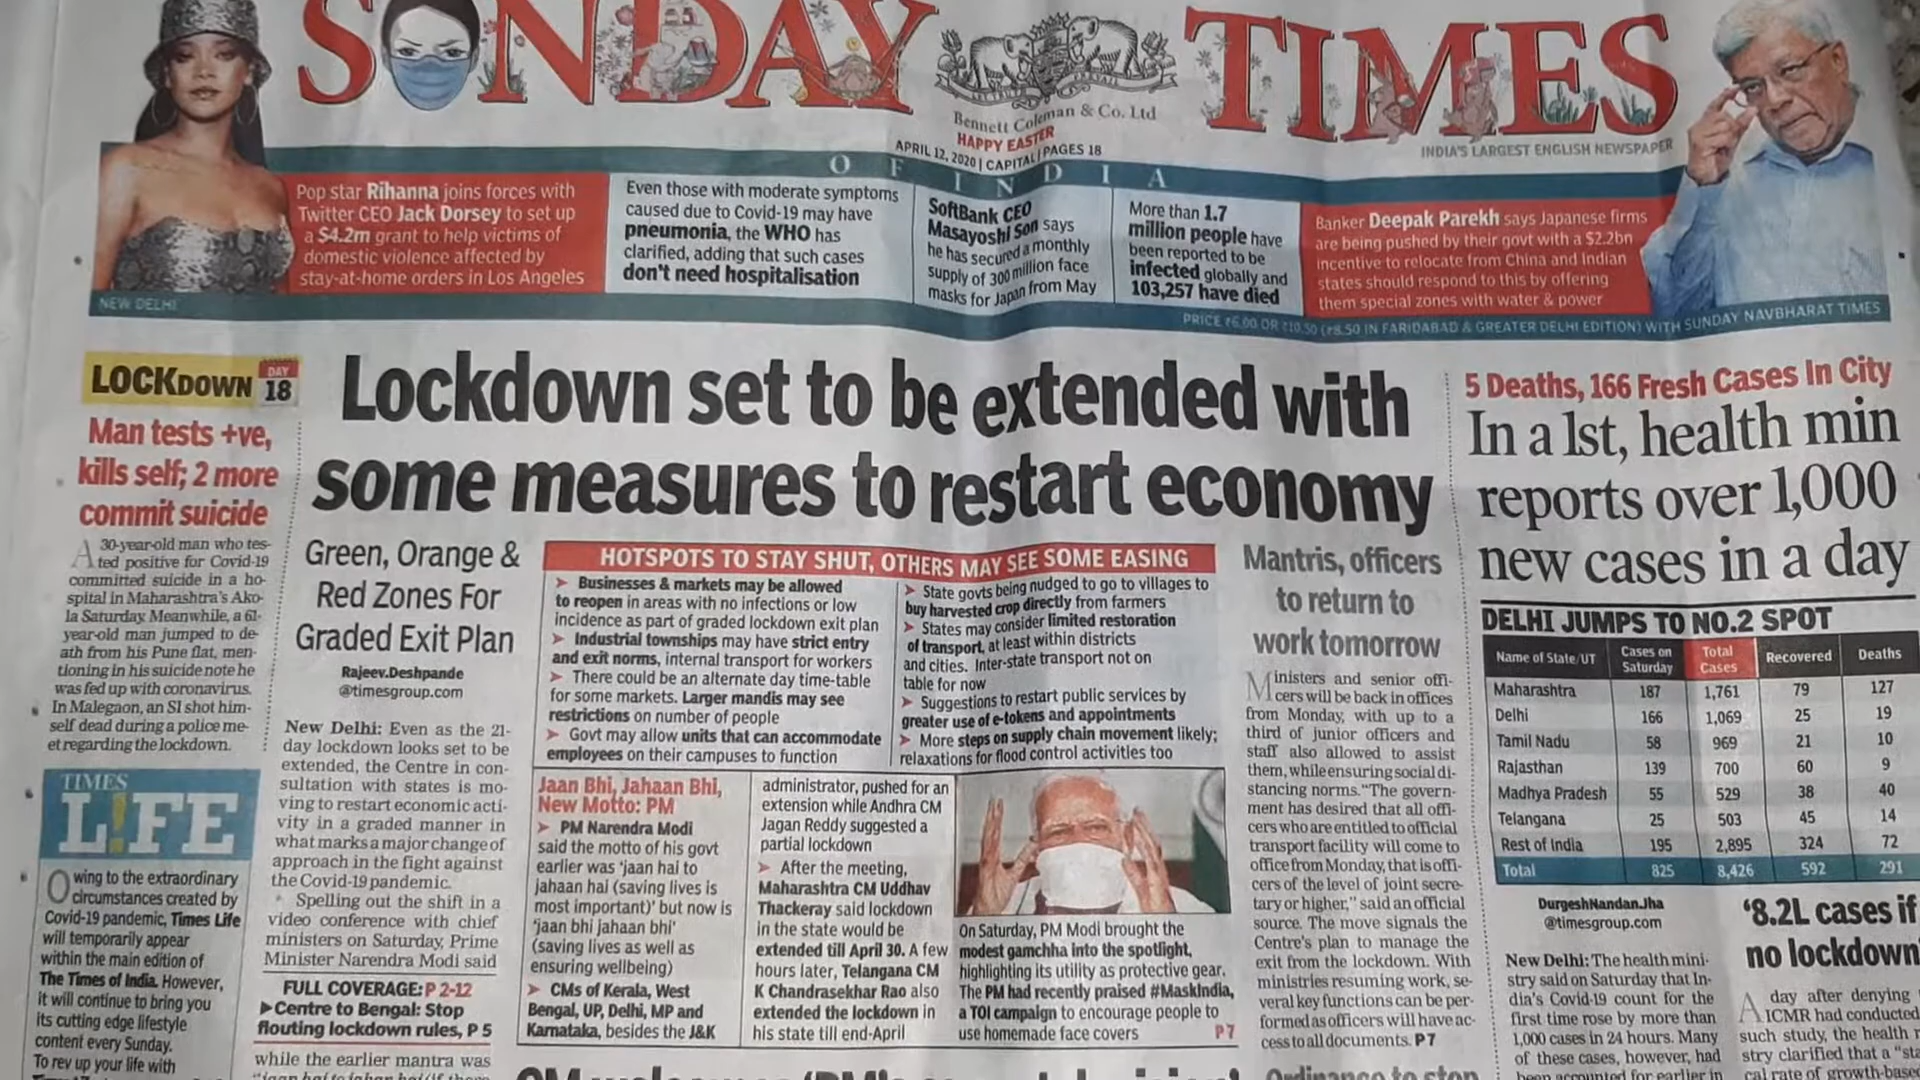 SUNDAY TIMES
Bennett Coleman & Co. Ltd
HAPPY EASTER
APRIL 12, 2020 | CAPITAL | PAGES 18
INDIA'S LARGEST ENGLISH NEWSPAPER
OF INDIA
Pop star Rihanna joins forces with
Twitter CEO Jack Dorsey to set up
a $4.2m grant to help victims of
domestic violence affected by
stay-at-home orders in Los Angeles
Even those with moderate symptoms
caused due to Covid-19 may have
pneumonia, the WHO has
clarified, adding that such cases
don't need hospitalisation
SoftBank CEO
Masayoshi Son says
he has secured a monthly
supply of 300 million face
masks for Japan from May
More than 1.7
million people have
been reported to be
infected globally and
103,257 have died
Banker Deepak Parekh says Japanese firms
are being pushed by their govt with a $2.2bn
incentive to relocate from China and Indian
states should respond to this by offering
them special zones with water & power
NEW DELHI
PRICE ₹6.00 OR ₹10.50 (₹8.50 IN FARIDABAD & GREATER DELHI EDITION) WITH SUNDAY NAVBHARAT TIMES
LOCKDOWN DAY
18
Man tests +ve,
kills self; 2 more
commit suicide
A 30-year-old man who tes-
ted positive for Covid-19
committed suicide in a ho-
spital in Maharashtra's Ako-
la Saturday Meanwhile, a 61-
year-old man jumped to de-
ath from his Pune flat, men-
tioning in his suicide note he
was fed up with coronavirus.
In Malegaon, an SI shot him-
self dead during a police me-
et regarding the lockdown.
TIMES
L!FE
Owing to the extraordinary
circumstances created by
Covid-19 pandemic, Times Life
will temporarily appear
within the main edition of
The Times of India. However,
it will continue to bring you
its cutting edge lifestyle
content every Sunday.
To rev up your life with
Lockdown set to be extended with
some measures to restart economy
Green, Orange &
Red Zones For
Graded Exit Plan
Rajeev.Deshpande
@timesgroup.com
New Delhi: Even as the 21-
day lockdown looks set to be
extended, the Centre in con-
sultation with states is mo-
ving to restart economic acti-
vity in a graded manner in
what marks a major change of
approach in the fight against
the Covid-19 pandemic.
Spelling out the shift in a
video conference with chief
ministers on Saturday, Prime
Minister Narendra Modi said
FULL COVERAGE: P 2-12
▶Centre to Bengal: Stop
flouting lockdown rules, P 5
while the earlier mantra was
HOTSPOTS TO STAY SHUT, OTHERS MAY SEE SOME EASING
➤ Businesses & markets may be allowed
to reopen in areas with no infections or low
incidence as part of graded lockdown exit plan
➤ Industrial townships may have strict entry
and exit norms, internal transport for workers
➤ There could be an alternate day time-table
for some markets. Larger mandis may see
restrictions on number of people
➤ Govt may allow units that can accommodate
employees on their campuses to function
➤ State govts being nudged to go to villages to
buy harvested crop directly from farmers
➤ States may consider limited restoration
of transport, at least within districts
and cities. Inter-state transport not on
table for now
➤ Suggestions to restart public services by
greater use of e-tokens and appointments
➤ More steps on supply chain movement likely;
relaxations for flood control activities too
Jaan Bhi, Jahaan Bhi,
New Motto: PM
➤ PM Narendra Modi
said the motto of his govt
earlier was 'jaan hai to
jahaan hai (saving lives is
most important)' but now is
'jaan bhi jahaan bhi'
(saving lives as well as
ensuring wellbeing)
➤ CMs of Kerala, West
Bengal, UP, Delhi, MP and
Karnataka, besides the J&K
administrator, pushed for an
extension while Andhra CM
Jagan Reddy suggested a
partial lockdown
➤ After the meeting,
Maharashtra CM Uddhav
Thackeray said lockdown
in the state would be
extended till April 30. A few
hours later, Telangana CM
K Chandrasekhar Rao also
extended the lockdown in
his state till end-April
On Saturday, PM Modi brought the
modest gamchha into the spotlight,
highlighting its utility as protective gear.
The PM had recently praised #MaskIndia,
a TOI campaign to encourage people to
use homemade face covers P7
Mantris, officers
to return to
work tomorrow
Ministers and senior offi-
cers will be back in offices
from Monday, with up to a
third of junior officers and
staff also allowed to assist
them, while ensuring social di-
stancing norms. "The govern-
ment has desired that all offi-
cers who are entitled to official
transport facility will come to
office from Monday, that is offi-
cers of the level of joint secre-
tary or higher," said an official
source. The move signals the
Centre's plan to manage the
exit from the lockdown. With
ministries resuming work, se-
veral key functions can be per-
formed as officers will have ac-
cess to all documents. P7
5 Deaths, 166 Fresh Cases In City
In a 1st, health min
reports over 1,000
new cases in a day
DELHI JUMPS TO NO.2 SPOT
Name of State/UT Cases on Saturday Total Cases Recovered Deaths
Maharashtra 187 1,761 79 127
Delhi 166 1,069 25 19
Tamil Nadu 58 969 21 10
Rajasthan 139 700 60 9
Madhya Pradesh 55 529 38 40
Telangana 25 503 45 14
Rest of India 195 2,895 324 72
Total 825 8,426 592 291
DurgeshNandan.Jha
@timesgroup.com
New Delhi: The health mini-
stry said on Saturday that In-
dia's Covid-19 count for the
first time rose by more than
1,000 cases in 24 hours. Many
of these cases, however, had
been accounted for earlier in
'8.2L cases if
no lockdown'
A day after denying
ICMR had conducted
such study, the health
stry clarified that a
cal rate of growth-based
Ordinance to stop